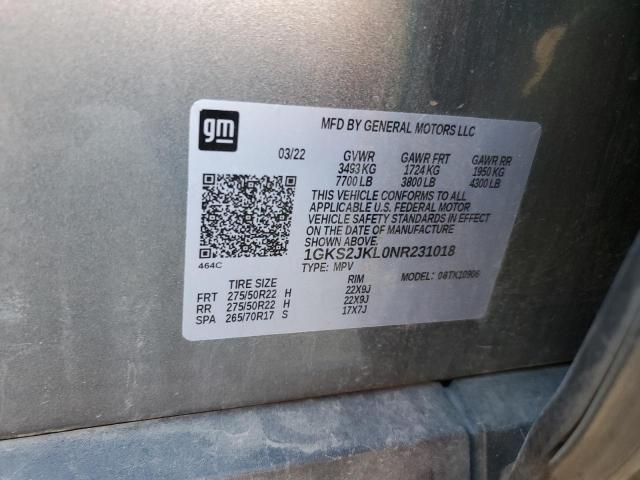 gm
MFD BY GENERAL MOTORS LLC
03/22 GVWR GAWR FRT GAWR RR
3493 KG 1724 KG 1950 KG
7700 LB 3800 LB 4300 LB
THIS VEHICLE CONFORMS TO ALL
APPLICABLE U.S. FEDERAL MOTOR
VEHICLE SAFETY STANDARDS IN EFFECT
ON THE DATE OF MANUFACTURE
SHOWN ABOVE.
1GKS2JKL0NR231018
464C
TYPE: MPV MODEL: 08TK10906
TIRE SIZE RIM
FRT 275/50R22 H 22X9J
RR 275/50R22 H 22X9J
SPA 265/70R17 S 17X7J